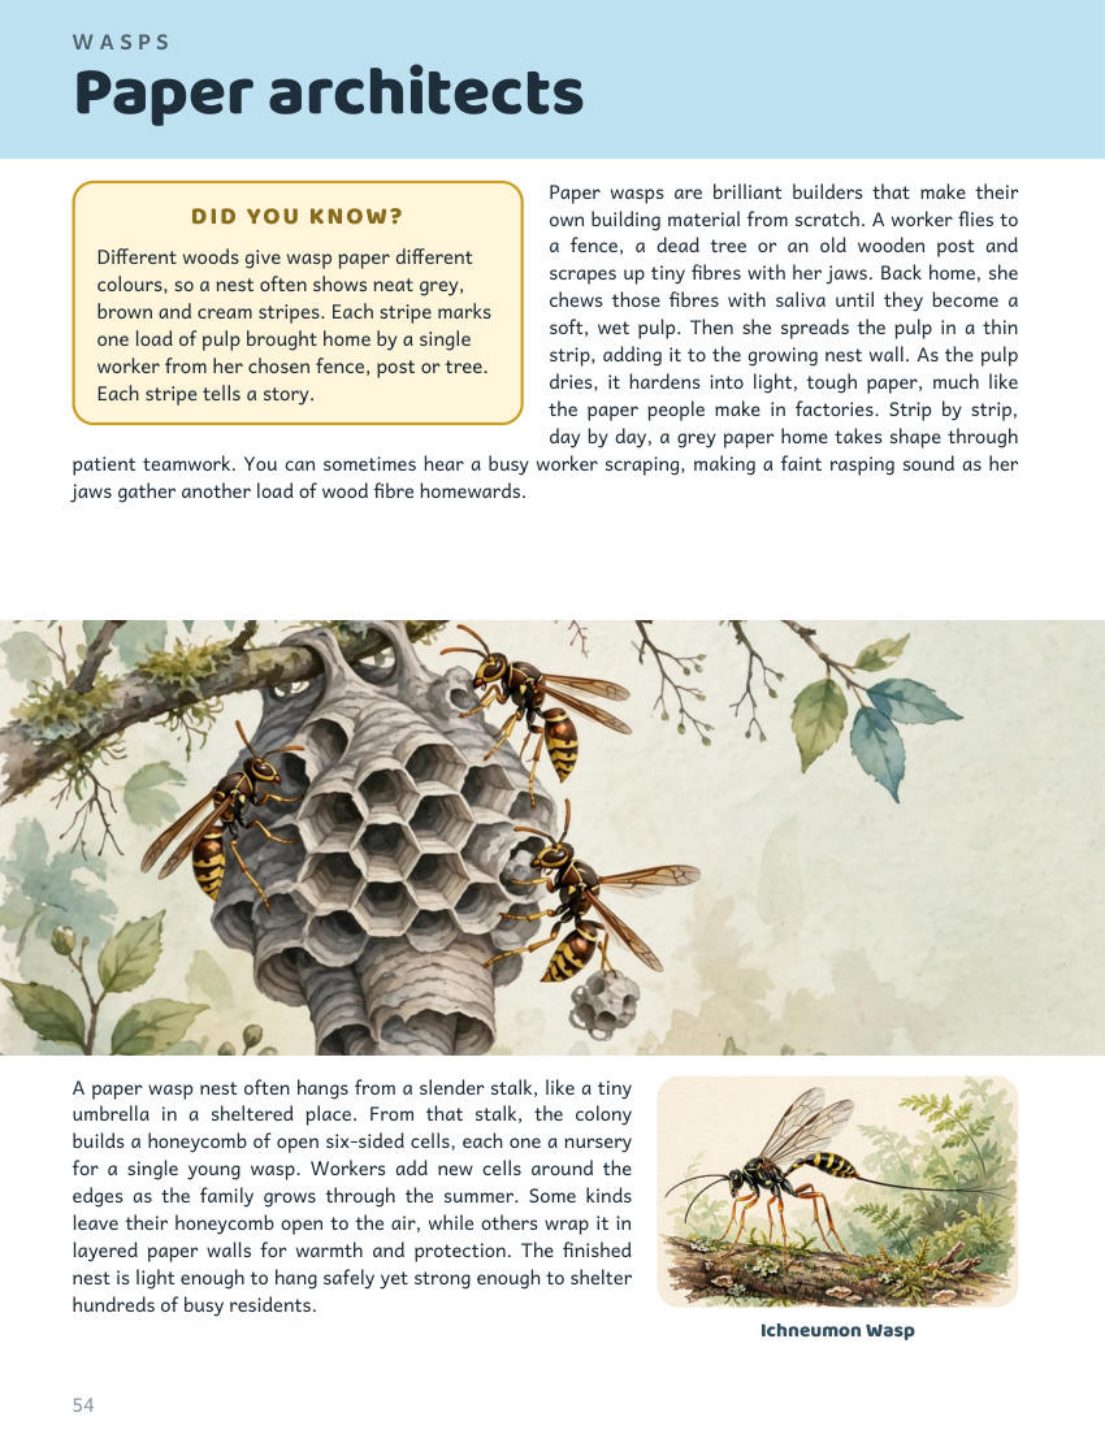 WASPS
Paper architects
DID YOU KNOW?
Different woods give wasp paper different
colours, so a nest often shows neat grey,
brown and cream stripes. Each stripe marks
one load of pulp brought home by a single
worker from her chosen fence, post or tree.
Each stripe tells a story.
Paper wasps are brilliant builders that make their
own building material from scratch. A worker flies to
a fence, a dead tree or an old wooden post and
scrapes up tiny fibres with her jaws. Back home, she
chews those fibres with saliva until they become a
soft, wet pulp. Then she spreads the pulp in a thin
strip, adding it to the growing nest wall. As the pulp
dries, it hardens into light, tough paper, much like
the paper people make in factories. Strip by strip,
day by day, a grey paper home takes shape through
patient teamwork. You can sometimes hear a busy worker scraping, making a faint rasping sound as her
jaws gather another load of wood fibre homewards.
A paper wasp nest often hangs from a slender stalk, like a tiny
umbrella in a sheltered place. From that stalk, the colony
builds a honeycomb of open six-sided cells, each one a nursery
for a single young wasp. Workers add new cells around the
edges as the family grows through the summer. Some kinds
leave their honeycomb open to the air, while others wrap it in
layered paper walls for warmth and protection. The finished
nest is light enough to hang safely yet strong enough to shelter
hundreds of busy residents.
Ichneumon Wasp
54